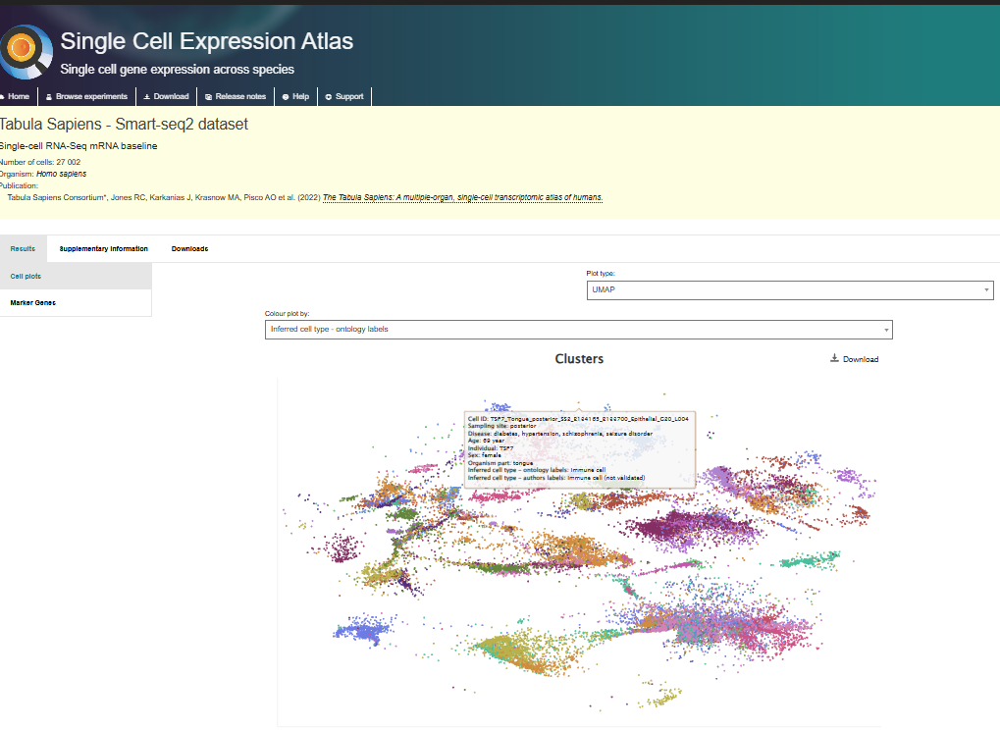 Single Cell Expression Atlas
Single cell gene expression across species
Home Browse experiments Download Release notes Help Support
Tabula Sapiens - Smart-seq2 dataset
Single-cell RNA-Seq mRNA baseline
Number of cells: 27 002
Organism: Homo sapiens
Publication:
Tabula Sapiens Consortium*, Jones RC, Karkanias J, Krasnow MA, Pisco AO et al. (2022) The Tabula Sapiens: A multiple-organ, single-cell transcriptomic atlas of humans.
Results Supplementary Information Downloads
Cell plots
Marker Genes
Plot type:
UMAP
Colour plot by:
Inferred cell type - ontology labels
Clusters
Download
Cell ID: TSP7_Tongue_posterior_SS2_B134185_B133700_Epithelial_G20_L004
Sampling site: posterior
Disease: diabetes, hypertension, schizophrenia, seizure disorder
Age: 69 year
Individual: TSP7
Sex: female
Organism part: tongue
Inferred cell type - ontology labels: immune cell
Inferred cell type - authors labels: immune cell (not validated)